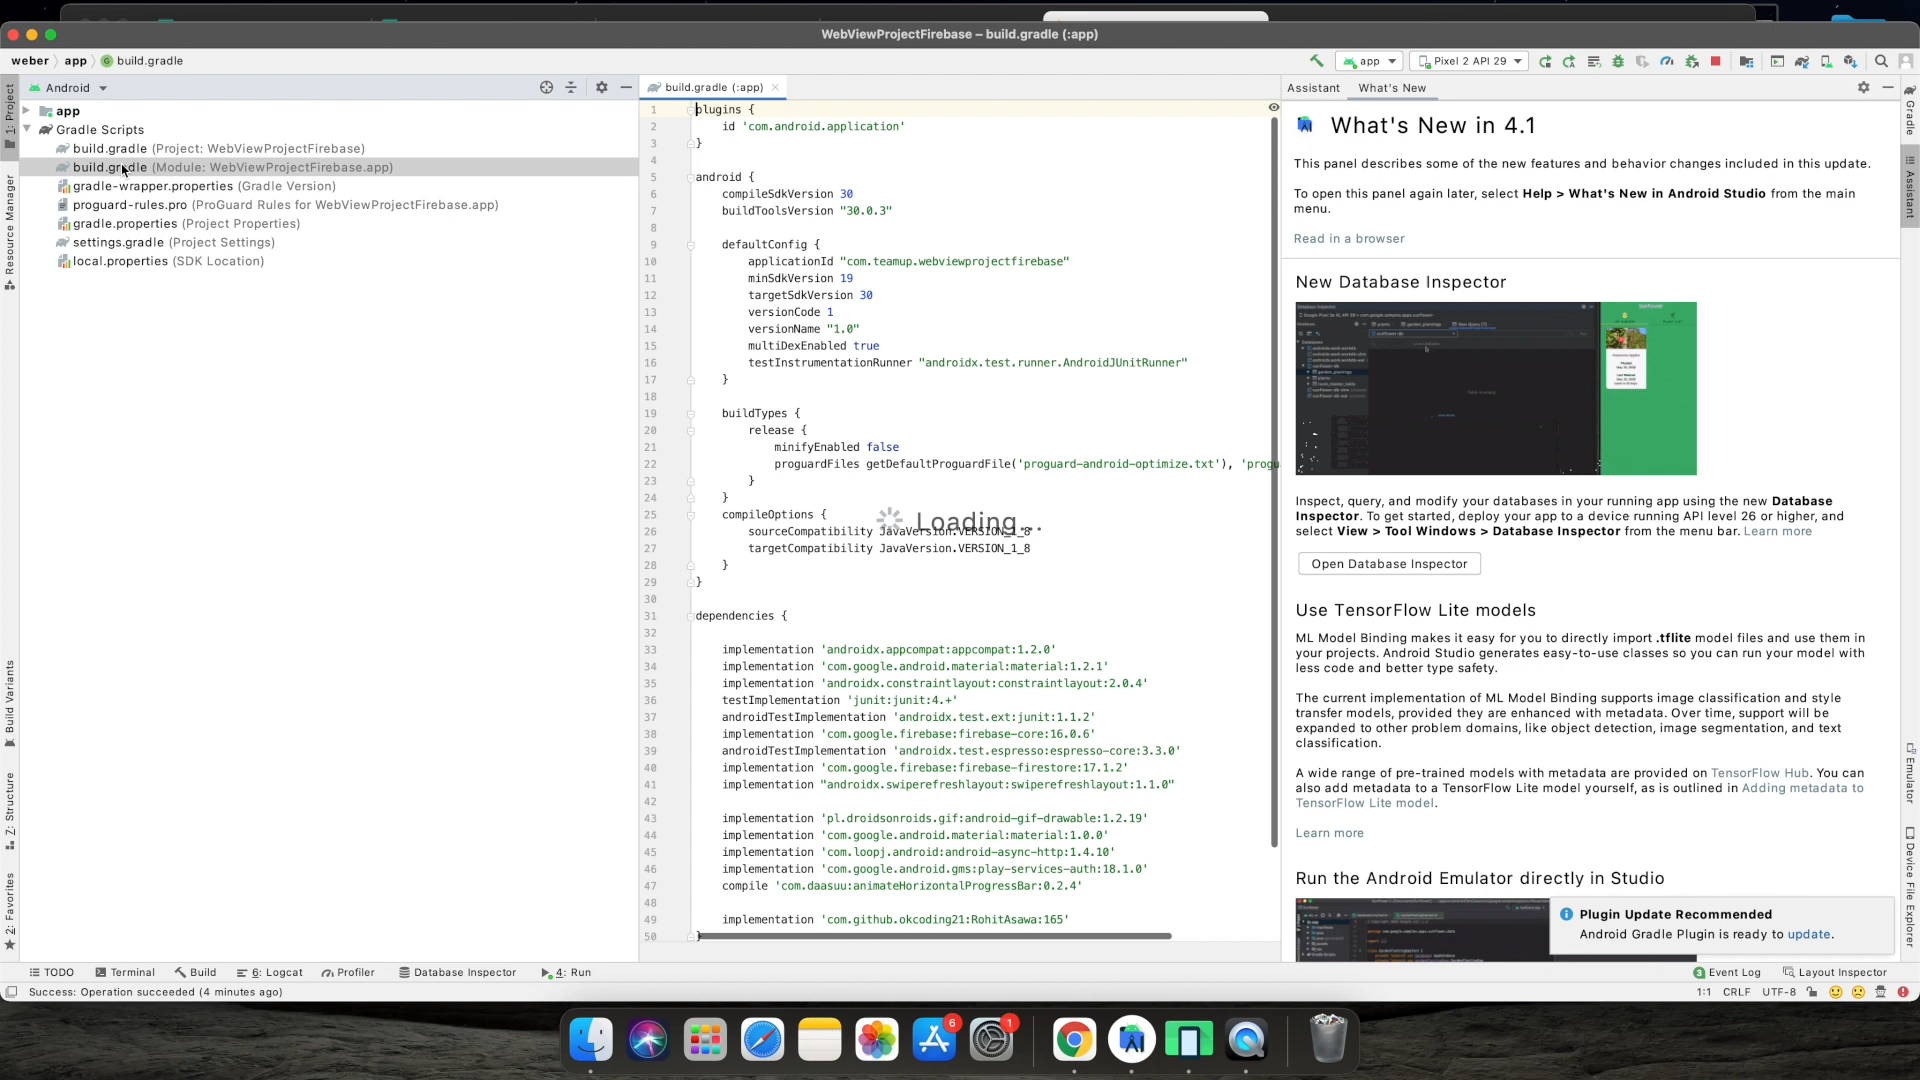 WebViewProjectFirebase – build.gradle (:app)
weber app build.gradle
app Pixel 2 API 29
Android
build.gradle (:app)
Assistant What's New
1: Project
Resource Manager
Build Variants
Z: Structure
2: Favorites
app
Gradle Scripts
build.gradle (Project: WebViewProjectFirebase)
build.gradle (Module: WebViewProjectFirebase.app)
gradle-wrapper.properties (Gradle Version)
proguard-rules.pro (ProGuard Rules for WebViewProjectFirebase.app)
gradle.properties (Project Properties)
settings.gradle (Project Settings)
local.properties (SDK Location)
1 plugins {
2 id 'com.android.application'
3 }
4
5 android {
6 compileSdkVersion 30
7 buildToolsVersion "30.0.3"
8
9 defaultConfig {
10 applicationId "com.teamup.webviewprojectfirebase"
11 minSdkVersion 19
12 targetSdkVersion 30
13 versionCode 1
14 versionName "1.0"
15 multiDexEnabled true
16 testInstrumentationRunner "androidx.test.runner.AndroidJUnitRunner"
17 }
18
19 buildTypes {
20 release {
21 minifyEnabled false
22 proguardFiles getDefaultProguardFile('proguard-android-optimize.txt'), 'progu
23 }
24 }
25 compileOptions {
Loading...
26 sourceCompatibility JavaVersion.VERSION_1_8
27 targetCompatibility JavaVersion.VERSION_1_8
28 }
29 }
30
31 dependencies {
32
33 implementation 'androidx.appcompat:appcompat:1.2.0'
34 implementation 'com.google.android.material:material:1.2.1'
35 implementation 'androidx.constraintlayout:constraintlayout:2.0.4'
36 testImplementation 'junit:junit:4.+'
37 androidTestImplementation 'androidx.test.ext:junit:1.1.2'
38 implementation 'com.google.firebase:firebase-core:16.0.6'
39 androidTestImplementation 'androidx.test.espresso:espresso-core:3.3.0'
40 implementation 'com.google.firebase:firebase-firestore:17.1.2'
41 implementation "androidx.swiperefreshlayout:swiperefreshlayout:1.1.0"
42
43 implementation 'pl.droidsonroids.gif:android-gif-drawable:1.2.19'
44 implementation 'com.google.android.material:material:1.0.0'
45 implementation 'com.loopj.android:android-async-http:1.4.10'
46 implementation 'com.google.android.gms:play-services-auth:18.1.0'
47 compile 'com.daasuu:animateHorizontalProgressBar:0.2.4'
48
49 implementation 'com.github.okcoding21:RohitAsawa:165'
50 }
What's New in 4.1
This panel describes some of the new features and behavior changes included in this update.
To open this panel again later, select Help > What's New in Android Studio from the main
menu.
Read in a browser
New Database Inspector
Inspect, query, and modify your databases in your running app using the new Database
Inspector. To get started, deploy your app to a device running API level 26 or higher, and
select View > Tool Windows > Database Inspector from the menu bar. Learn more
Open Database Inspector
Use TensorFlow Lite models
ML Model Binding makes it easy for you to directly import .tflite model files and use them in
your projects. Android Studio generates easy-to-use classes so you can run your model with
less code and better type safety.
The current implementation of ML Model Binding supports image classification and style
transfer models, provided they are enhanced with metadata. Over time, support will be
expanded to other problem domains, like object detection, image segmentation, and text
classification.
A wide range of pre-trained models with metadata are provided on TensorFlow Hub. You can
also add metadata to a TensorFlow Lite model yourself, as is outlined in Adding metadata to
TensorFlow Lite model.
Learn more
Run the Android Emulator directly in Studio
Plugin Update Recommended
Android Gradle Plugin is ready to update.
Gradle
Assistant
Emulator
Device File Explorer
TODO Terminal Build 6: Logcat Profiler Database Inspector 4: Run
3 Event Log Layout Inspector
Success: Operation succeeded (4 minutes ago)
1:1 CRLF UTF-8
6
1